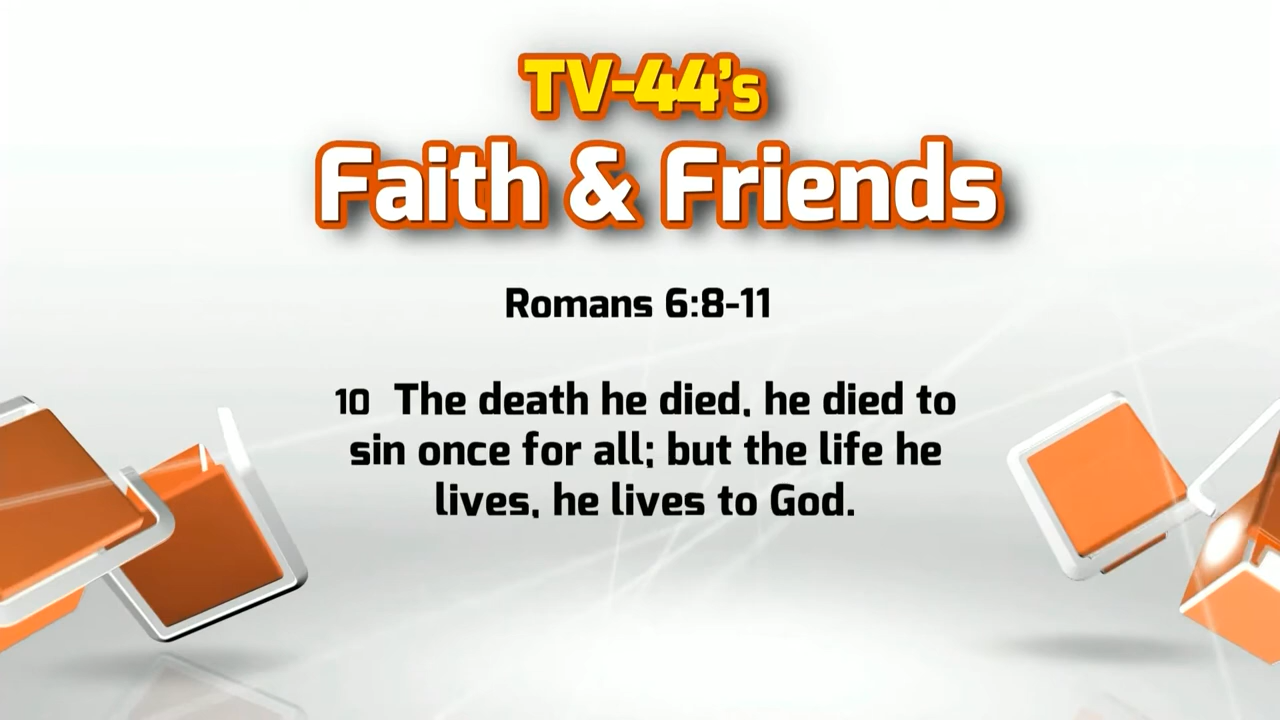 TV-44's
Faith & Friends
Romans 6:8-11
10 The death he died, he died to
sin once for all; but the life he
lives, he lives to God.